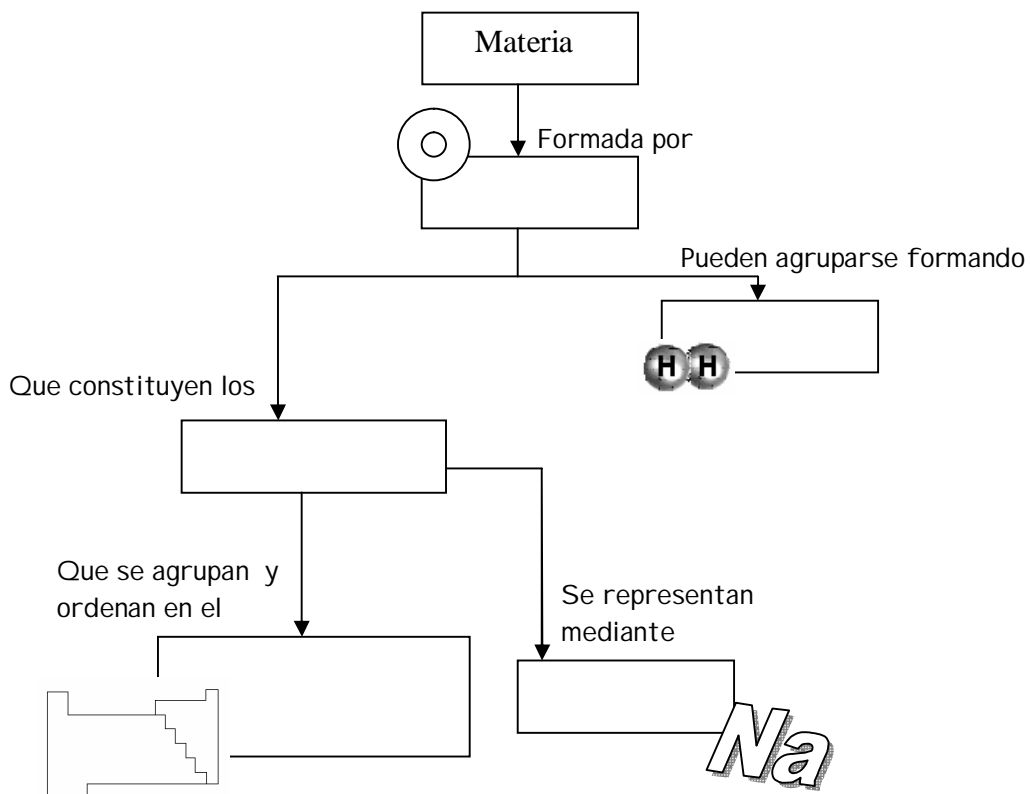 Materia
Formada por
Pueden agruparse formando
H H
Que constituyen los
Que se agrupan y
ordenan en el
Se representan
mediante
Na